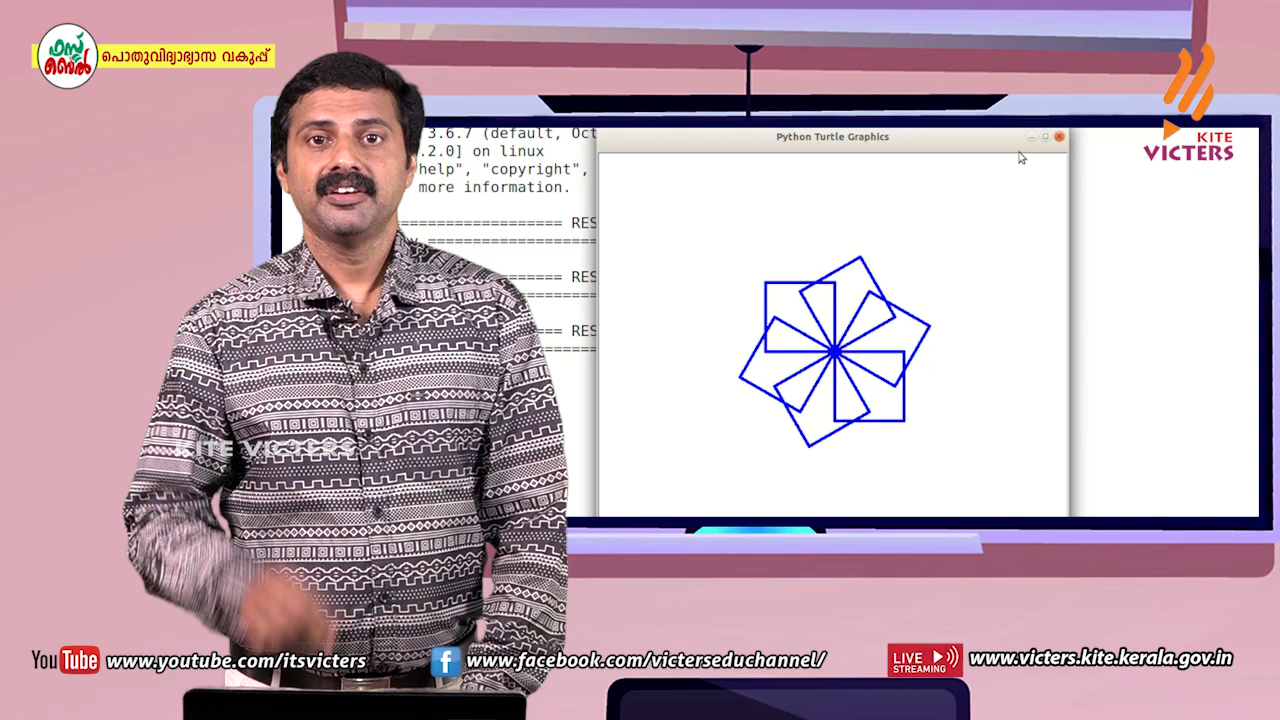 ഫസ്റ്റ്
ബെൽ
പൊതുവിദ്യാഭ്യാസ വകുപ്പ്
3.6.7 (default, Oct
.2.0] on linux
help", "copyright",
more information.
================== RES
==================
============= RES
=== RES
Python Turtle Graphics
KITE
VICTERS
KITE VICTERS
YouTube www.youtube.com/itsvicters
f www.facebook.com/victerseduchannel/
LIVE
STREAMING
www.victers.kite.kerala.gov.in